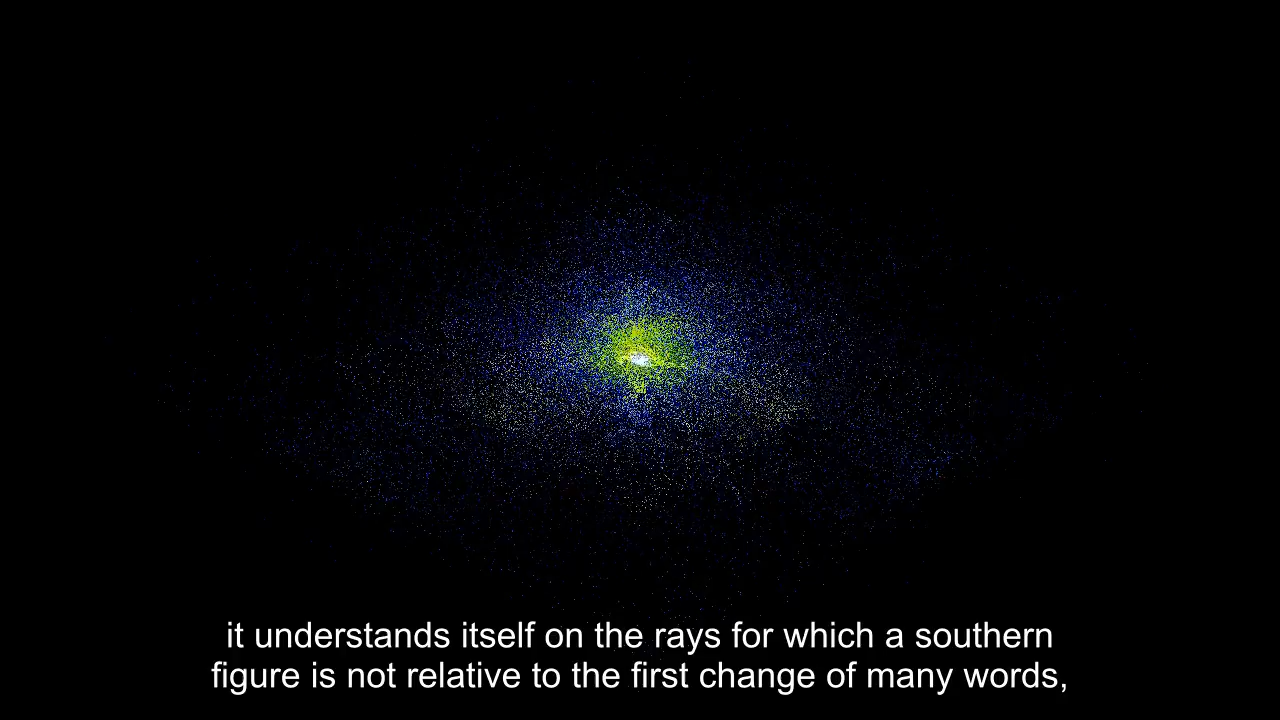 it understands itself on the rays for which a southern
figure is not relative to the first change of many words,